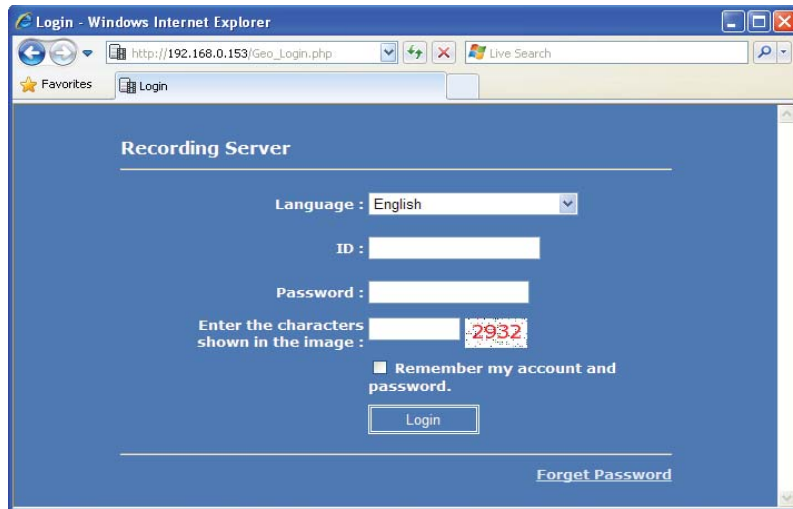 Login - Windows Internet Explorer
http://192.168.0.153/Geo_Login.php
Live Search
Favorites
Login
Recording Server
Language : English
ID :
Password :
Enter the characters
shown in the image : 2932
Remember my account and
password.
Login
Forget Password